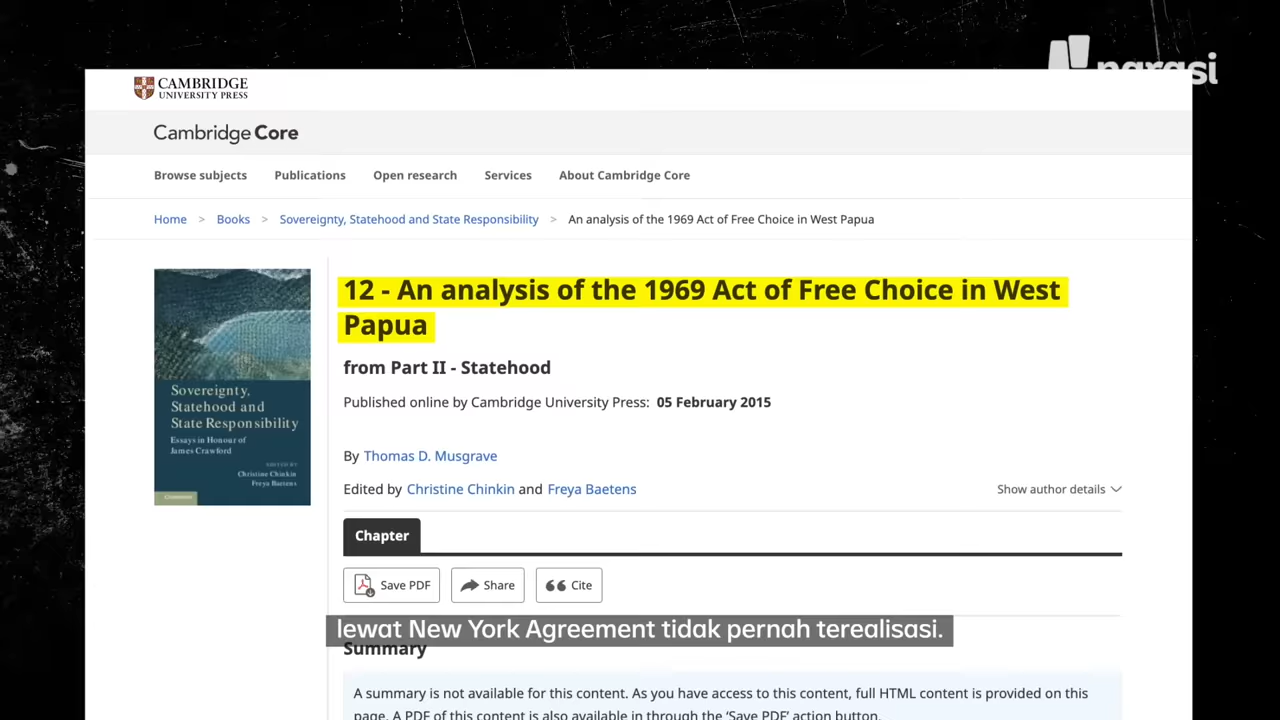 narasi
CAMBRIDGE
UNIVERSITY PRESS
Cambridge Core
Browse subjects Publications Open research Services About Cambridge Core
Home > Books > Sovereignty, Statehood and State Responsibility > An analysis of the 1969 Act of Free Choice in West Papua
12 - An analysis of the 1969 Act of Free Choice in West
Papua
from Part II - Statehood
Published online by Cambridge University Press: 05 February 2015
By Thomas D. Musgrave
Edited by Christine Chinkin and Freya Baetens
Show author details
Sovereignty,
Statehood and
State Responsibility
Essays in Honour of
James Crawford
Christine Chinkin
Freya Baetens
Chapter
Save PDF Share Cite
lewat New York Agreement tidak pernah terealisasi.
Summary
A summary is not available for this content. As you have access to this content, full HTML content is provided on this
page. A PDF of this content is also available in through the ‘Save PDF’ action button.